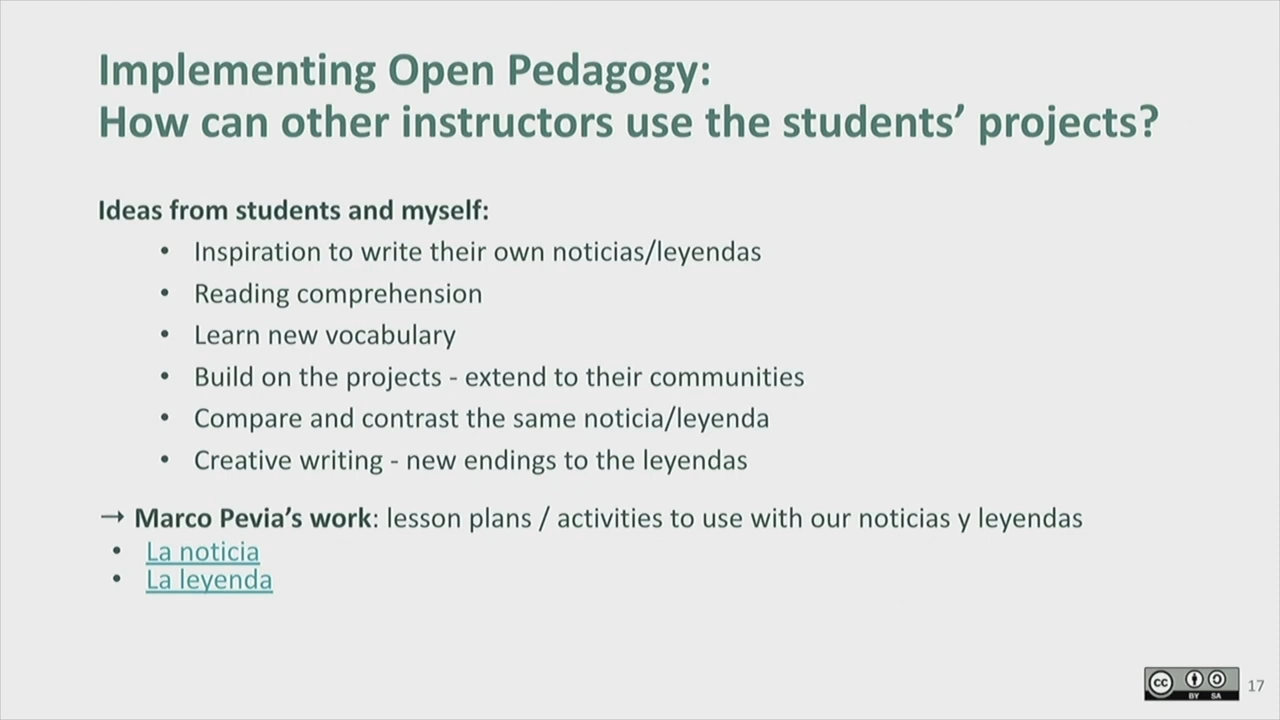 Implementing Open Pedagogy:
How can other instructors use the students’ projects?
Ideas from students and myself:
• Inspiration to write their own noticias/leyendas
• Reading comprehension
• Learn new vocabulary
• Build on the projects - extend to their communities
• Compare and contrast the same noticia/leyenda
• Creative writing - new endings to the leyendas
→ Marco Pevia’s work: lesson plans / activities to use with our noticias y leyendas
• La noticia
• La leyenda
cc BY SA
17